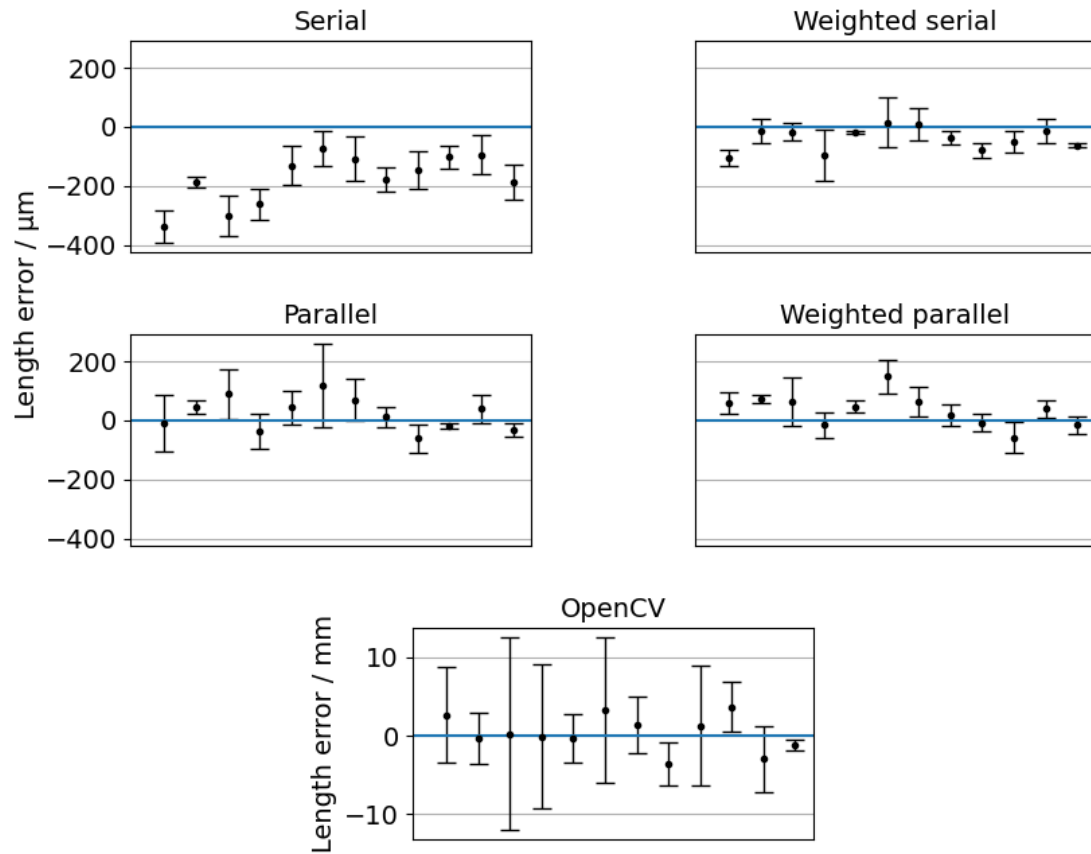 Serial
Weighted serial
200
0
−200
−400
Length error / µm
Parallel
Weighted parallel
200
0
−200
−400
OpenCV
10
0
−10
Length error / mm